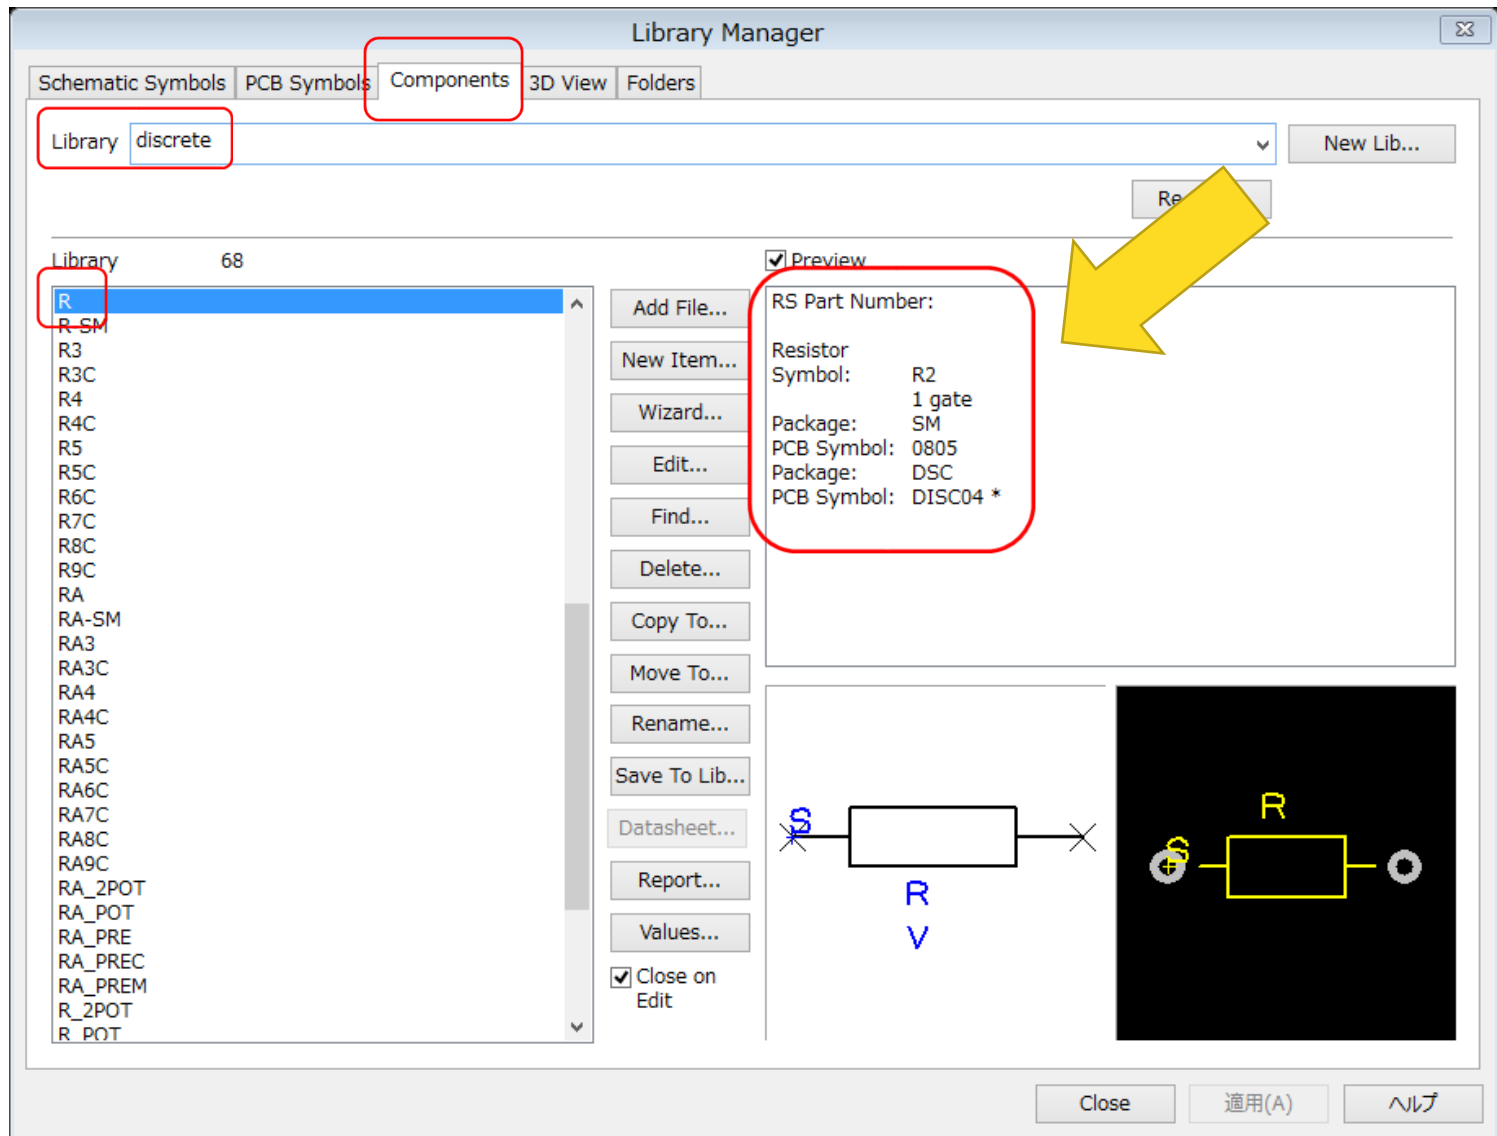 Library Manager
Schematic Symbols PCB Symbols Components 3D View Folders
Library discrete New Lib...
Library 68
Preview
R
R-SM
R3
R3C
R4
R4C
R5
R5C
R6C
R7C
R8C
R9C
RA
RA-SM
RA3
RA3C
RA4
RA4C
RA5
RA5C
RA6C
RA7C
RA8C
RA9C
RA_2POT
RA_POT
RA_PRE
RA_PREC
RA_PREM
R_2POT
R_POT
Add File...
New Item...
Wizard...
Edit...
Find...
Delete...
Copy To...
Move To...
Rename...
Save To Lib...
Datasheet...
Report...
Values...
Close on
Edit
RS Part Number:
Resistor
Symbol: R2
1 gate
Package: SM
PCB Symbol: 0805
Package: DSC
PCB Symbol: DISC04 *
S
R
V
R
S
Close 適用(A) ヘルプ